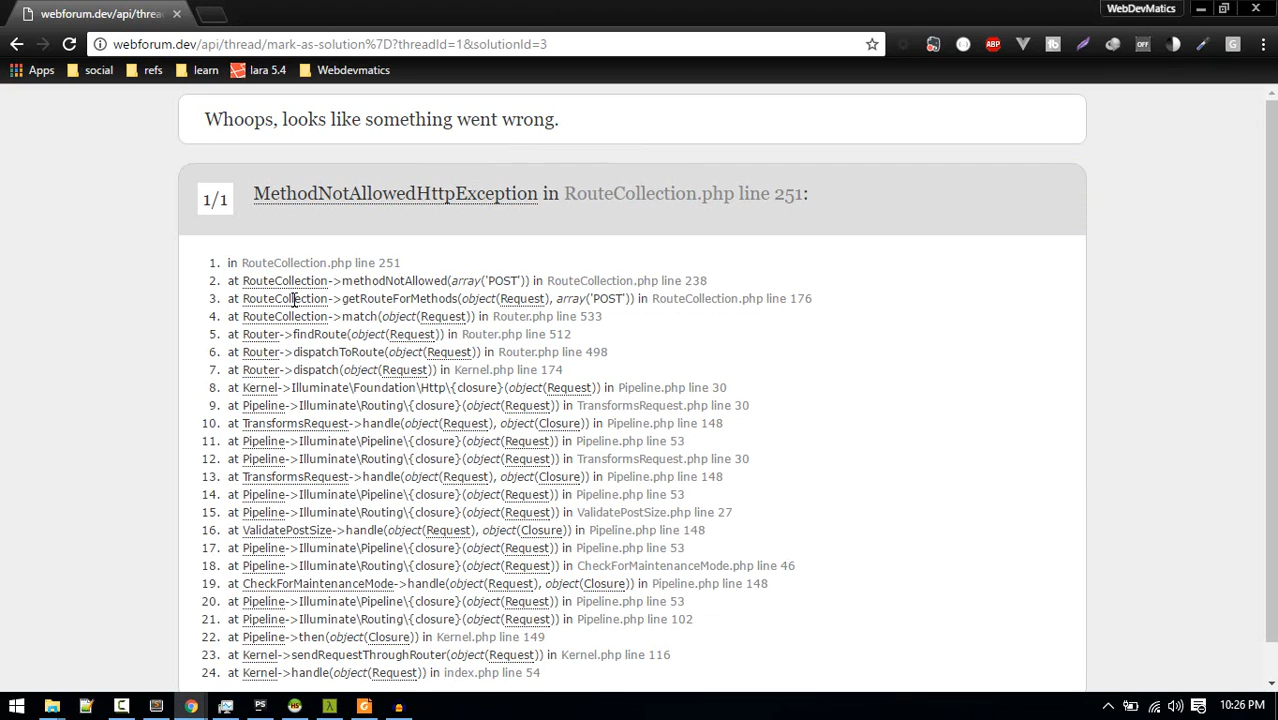 webforum.dev/api/threa
WebDevMatics
webforum.dev/api/thread/mark-as-solution%7D?threadId=1&solutionId=3
ABP
OFF
G
Apps social refs learn lara 5.4 Webdevmatics
Whoops, looks like something went wrong.
1/1 MethodNotAllowedHttpException in RouteCollection.php line 251:
1. in RouteCollection.php line 251
2. at RouteCollection->methodNotAllowed(array('POST')) in RouteCollection.php line 238
3. at RouteCollection->getRouteForMethods(object(Request), array('POST')) in RouteCollection.php line 176
4. at RouteCollection->match(object(Request)) in Router.php line 533
5. at Router->findRoute(object(Request)) in Router.php line 512
6. at Router->dispatchToRoute(object(Request)) in Router.php line 498
7. at Router->dispatch(object(Request)) in Kernel.php line 174
8. at Kernel->Illuminate\Foundation\Http\{closure}(object(Request)) in Pipeline.php line 30
9. at Pipeline->Illuminate\Routing\{closure}(object(Request)) in TransformsRequest.php line 30
10. at TransformsRequest->handle(object(Request), object(Closure)) in Pipeline.php line 148
11. at Pipeline->Illuminate\Pipeline\{closure}(object(Request)) in Pipeline.php line 53
12. at Pipeline->Illuminate\Routing\{closure}(object(Request)) in TransformsRequest.php line 30
13. at TransformsRequest->handle(object(Request), object(Closure)) in Pipeline.php line 148
14. at Pipeline->Illuminate\Pipeline\{closure}(object(Request)) in Pipeline.php line 53
15. at Pipeline->Illuminate\Routing\{closure}(object(Request)) in ValidatePostSize.php line 27
16. at ValidatePostSize->handle(object(Request), object(Closure)) in Pipeline.php line 148
17. at Pipeline->Illuminate\Pipeline\{closure}(object(Request)) in Pipeline.php line 53
18. at Pipeline->Illuminate\Routing\{closure}(object(Request)) in CheckForMaintenanceMode.php line 46
19. at CheckForMaintenanceMode->handle(object(Request), object(Closure)) in Pipeline.php line 148
20. at Pipeline->Illuminate\Pipeline\{closure}(object(Request)) in Pipeline.php line 53
21. at Pipeline->Illuminate\Routing\{closure}(object(Request)) in Pipeline.php line 102
22. at Pipeline->then(object(Closure)) in Kernel.php line 149
23. at Kernel->sendRequestThroughRouter(object(Request)) in Kernel.php line 116
24. at Kernel->handle(object(Request)) in index.php line 54
10:26 PM